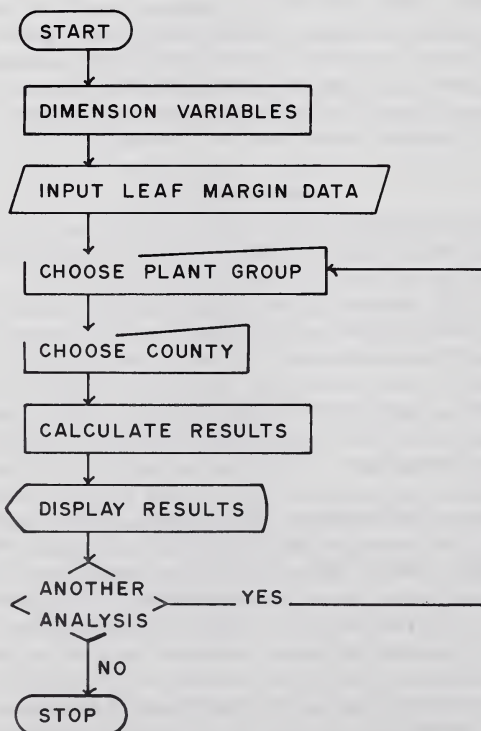 START
DIMENSION VARIABLES
INPUT LEAF MARGIN DATA
CHOOSE PLANT GROUP
CHOOSE COUNTY
CALCULATE RESULTS
DISPLAY RESULTS
ANOTHER
ANALYSIS
YES
NO
STOP